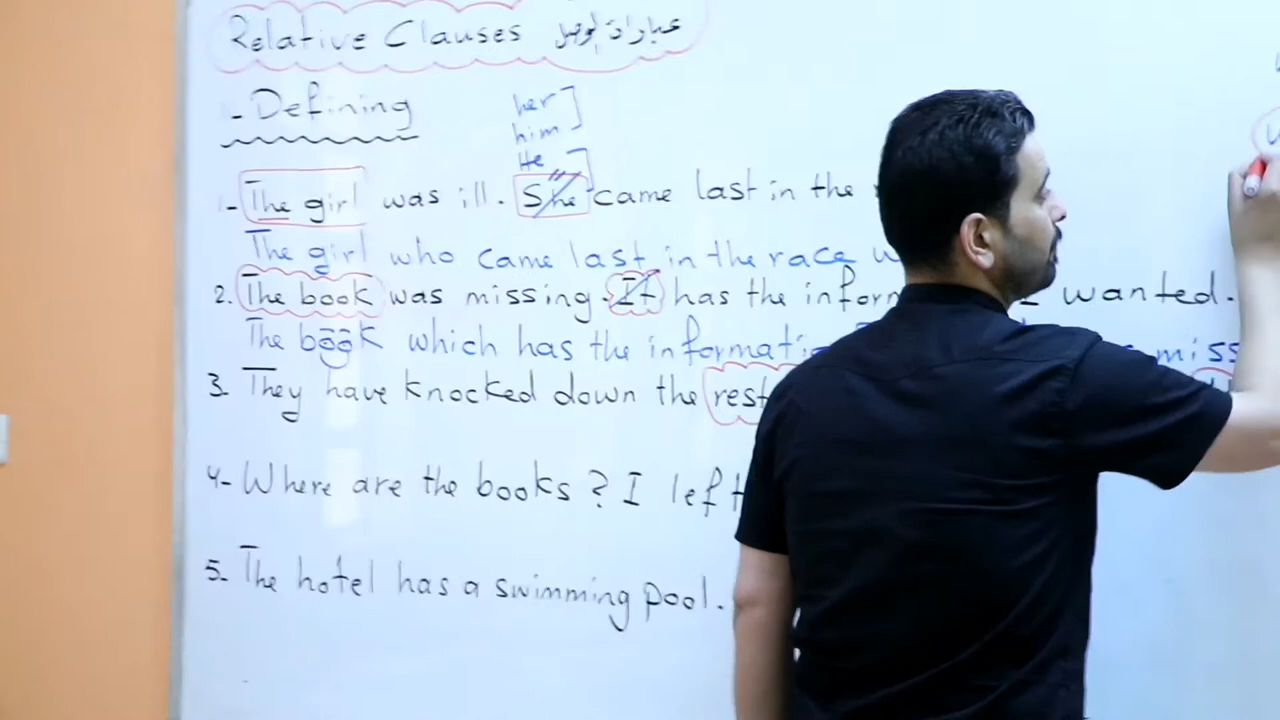 Relative Clauses عبارات الوصل
1- Defining
her
him
He
1- The girl was ill. She came last in the
The girl who came last in the race
2. The book was missing. It has the I wanted.
The book which has the miss
3. They have knocked down the
4- Where are the books? I left
5- The hotel has a swimming pool.